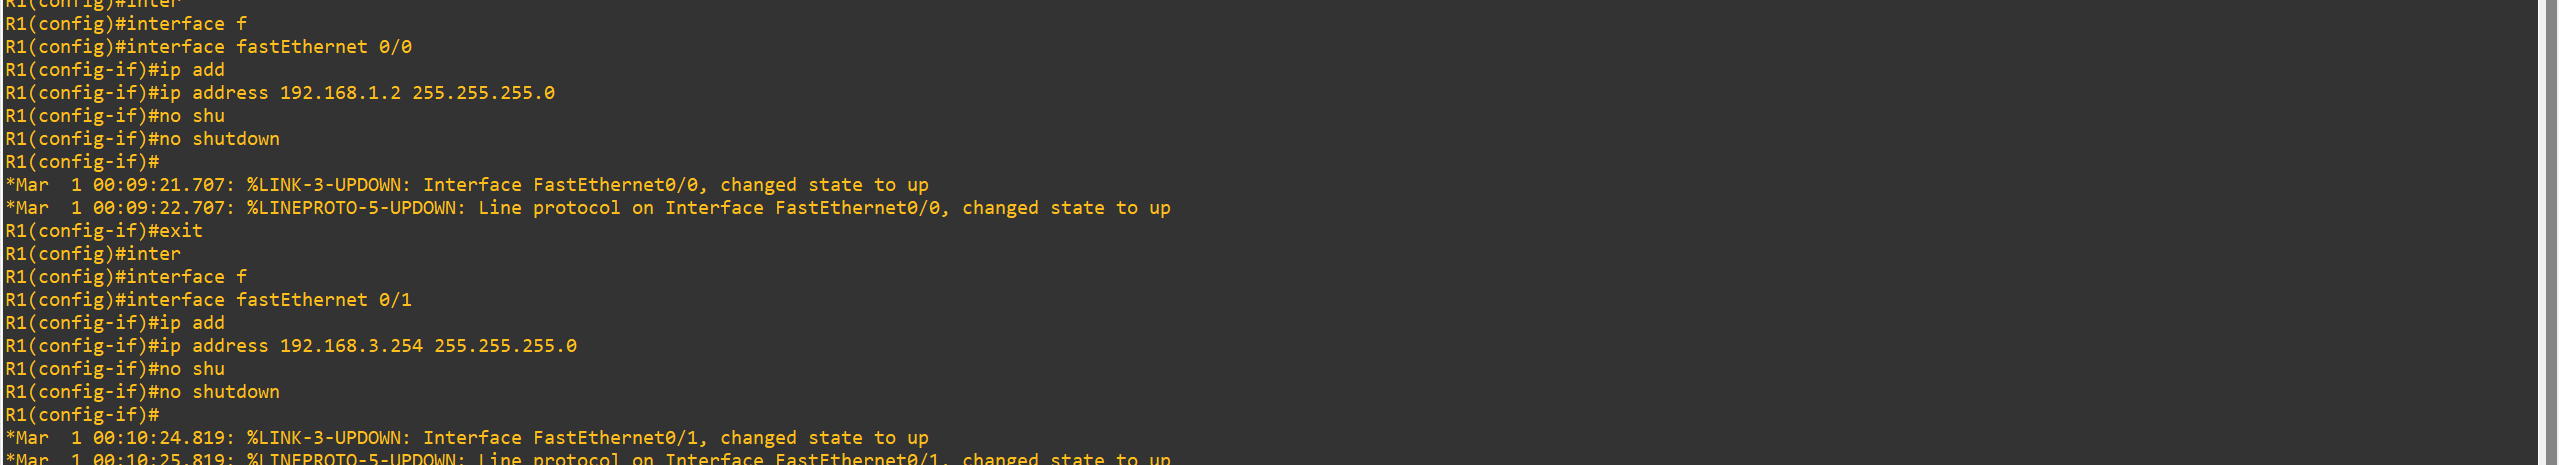 R1(config)#inter
R1(config)#interface f
R1(config)#interface fastEthernet 0/0
R1(config-if)#ip add
R1(config-if)#ip address 192.168.1.2 255.255.255.0
R1(config-if)#no shu
R1(config-if)#no shutdown
R1(config-if)#
*Mar  1 00:09:21.707: %LINK-3-UPDOWN: Interface FastEthernet0/0, changed state to up
*Mar  1 00:09:22.707: %LINEPROTO-5-UPDOWN: Line protocol on Interface FastEthernet0/0, changed state to up
R1(config-if)#exit
R1(config)#inter
R1(config)#interface f
R1(config)#interface fastEthernet 0/1
R1(config-if)#ip add
R1(config-if)#ip address 192.168.3.254 255.255.255.0
R1(config-if)#no shu
R1(config-if)#no shutdown
R1(config-if)#
*Mar  1 00:10:24.819: %LINK-3-UPDOWN: Interface FastEthernet0/1, changed state to up
*Mar  1 00:10:25.819: %LINEPROTO-5-UPDOWN: Line protocol on Interface FastEthernet0/1, changed state to up